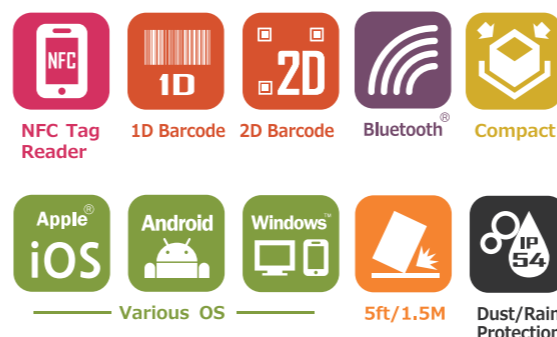 NFC
1D
2D
NFC Tag
Reader
1D Barcode
2D Barcode
Bluetooth®
Compact
Apple®
iOS
Android
Windows™
IP
54
Various OS
5ft/1.5M
Dust/Rain
Protection